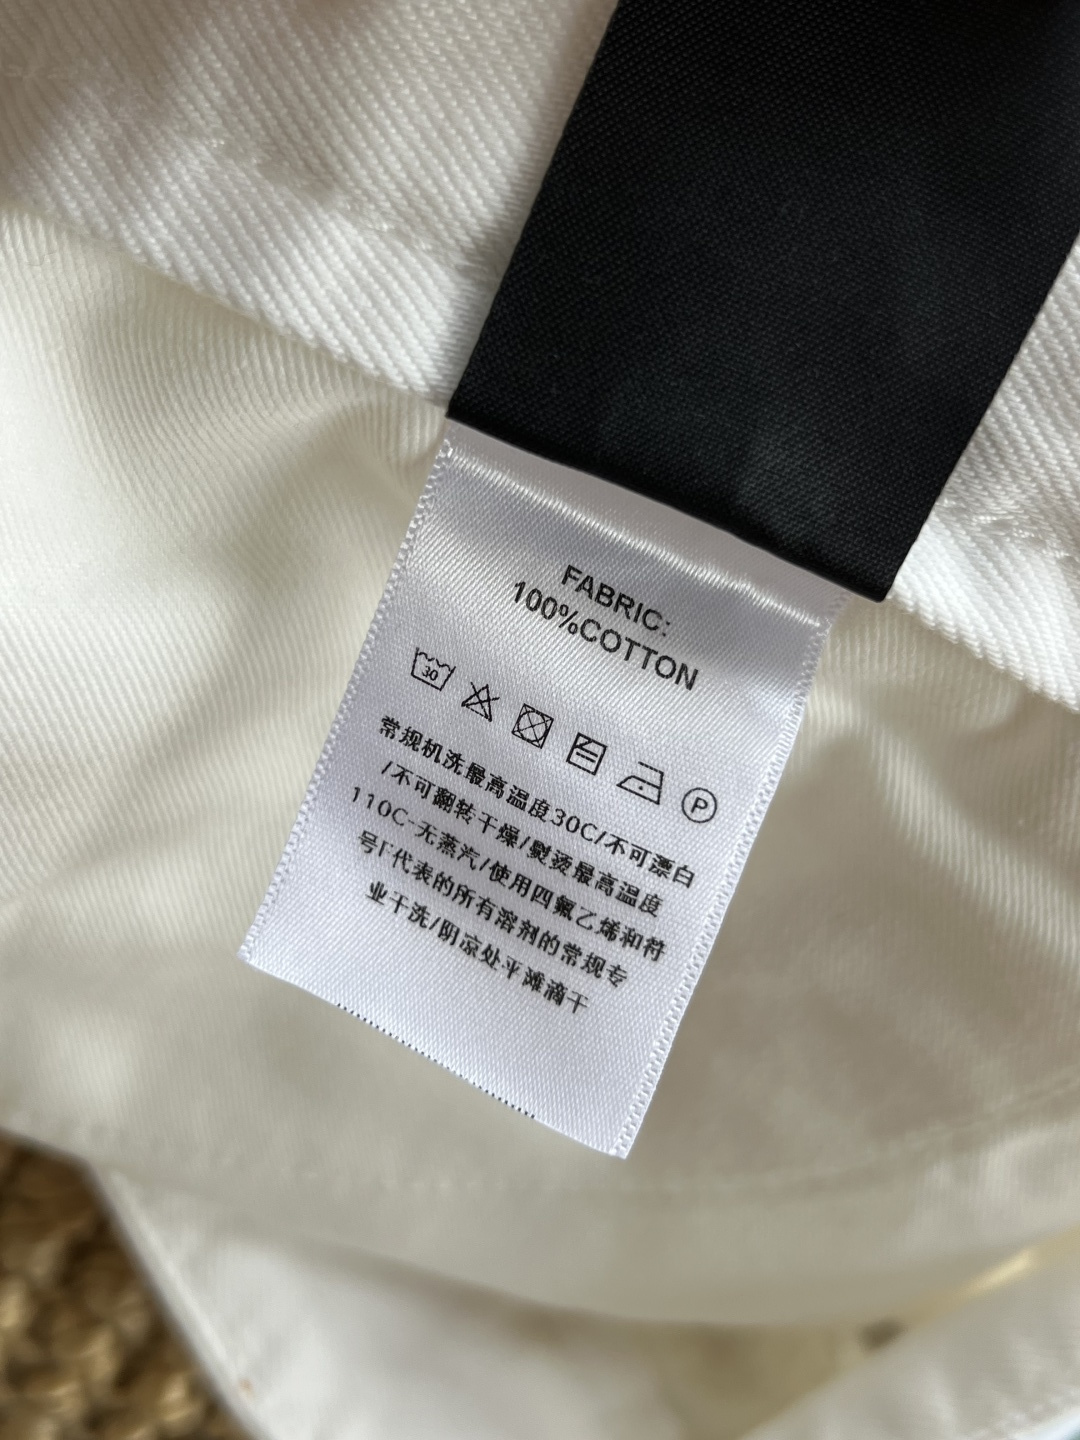 FABRIC:
100%COTTON
30
P
常规机洗最高温度30C/不可漂白
/不可翻转干燥/熨烫最高温度
110C-无蒸汽/使用四氟乙烯和符
号F代表的所有溶剂的常规专
业干洗/阴凉处平滩滴干